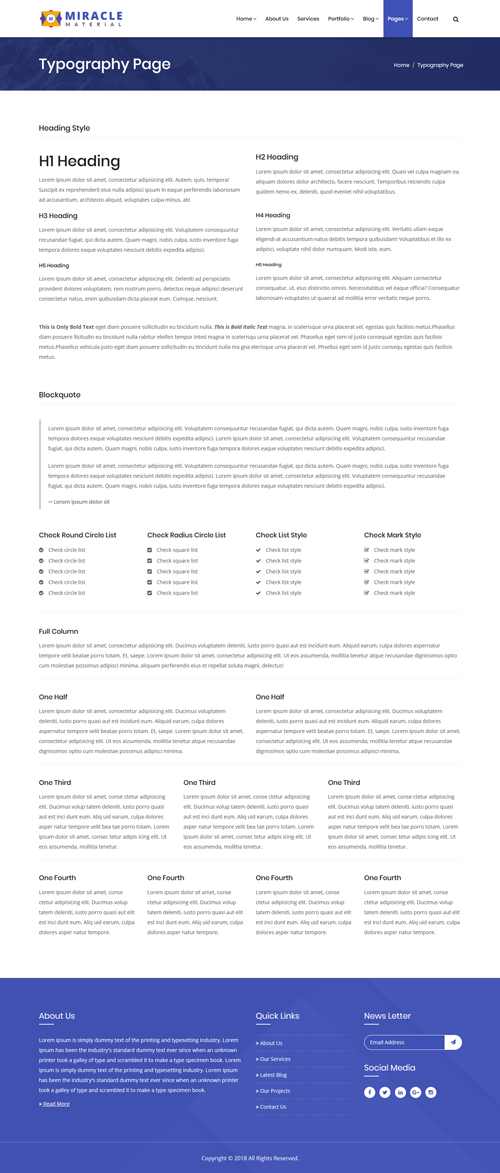 MIRACLE
MATERIAL
Home About Us Services Portfolio Blog Pages Contact
Typography Page
Home / Typography Page
Heading Style
H1 Heading
Lorem ipsum dolor sit amet, consectetur adipisicing elit. Autem, quis, tempora!
Suscipit ex reprehenderit eius nulla adipisci ipsum in eaque perferendis laboriosam
ad accusantium, architecto aliquid, voluptates culpa minus, ab!
H2 Heading
Lorem ipsum dolor sit amet, consectetur adipisicing elit. Quasi vel culpa magnam ea,
aliquam dolores dolor architecto, facere nesciunt. Temporibus reiciendis culpa
quidem nemo ex, deleniti, quod eveniet nihil voluptatibus.
H3 Heading
Lorem ipsum dolor sit amet, consectetur adipisicing elit. Voluptatem consequuntur
recusandae fugiat, qui dicta autem. Quam magni, nobis culpa, iusto inventore fuga
tempora dolores eaque voluptates nesciunt debitis expedita adipisci.
H4 Heading
Lorem ipsum dolor sit amet, consectetur adipisicing elit. Veritatis ullam eaque
eligendi at accusantium natus debitis tempora quibusdam! Voluptatibus et illo ex
adipisci, voluptate nihil dolor numquam. Modi iste, eum.
H5 Heading
Lorem ipsum dolor sit amet, consectetur adipisicing elit. Deleniti ad perspiciatis
provident dolores voluptatem, rem nostrum porro, delectus neque adipisci deserunt
consectetur natus, enim quibusdam dicta placeat eum. Cumque, nesciunt.
H6 Heading
Lorem ipsum dolor sit amet, consectetur adipisicing elit. Aliquam consectetur
consequatur, ut, eius distinctio omnis. Necessitatibus vel eaque officia? Consequatur
laboriosam voluptates ut quaerat ad mollitia error veritatis neque porro.
This is Only Bold Text eget diam posuere sollicitudin eu tincidunt nulla. This is Bold Italic Text magna, in scelerisque urna placerat vel. egestas quis facilisis metus.Phasellus
diam posuere llicitudin eu tincidunt nulla rabitur eleifen tempor inted magna in scelerisqu urna placerat vel. Phasellus eget sem id justo consequat egestas quis facilisis
metus.Phasellus vehicula justo eget diam posuere sollicitudin eu tincidunt nulla ma gna elerisque urna placerat vel. Phsellus eget sem id justo consequ egestas quis facilisis
metus.
Blockquote
Lorem ipsum dolor sit amet, consectetur adipisicing elit. Voluptatem consequuntur recusandae fugiat, qui dicta autem. Quam magni, nobis culpa, iusto inventore fuga
tempora dolores eaque voluptates nesciunt debitis expedita adipisci. Lorem ipsum dolor sit amet, consectetur adipisicing elit. Voluptatem consequuntur recusandae
fugiat, qui dicta autem. Quam magni, nobis culpa, iusto inventore fuga tempora dolores eaque voluptates nesciunt debitis expedita adipisci.
Lorem ipsum dolor sit amet, consectetur adipisicing elit. Voluptatem consequuntur recusandae fugiat, qui dicta autem. Quam magni, nobis culpa, iusto inventore fuga
tempora dolores eaque voluptates nesciunt debitis expedita adipisci. Lorem ipsum dolor sit amet, consectetur adipisicing elit. Voluptatem consequuntur recusandae
fugiat, qui dicta autem. Quam magni, nobis culpa, iusto inventore fuga tempora dolores eaque voluptates nesciunt debitis expedita adipisci.
— Lorem ipsum dolor sit
Check Round Circle List
Check circle list
Check circle list
Check circle list
Check circle list
Check circle list
Check Radius Circle List
Check square list
Check square list
Check square list
Check square list
Check square list
Check List Style
Check list style
Check list style
Check list style
Check list style
Check list style
Check Mark Style
Check mark style
Check mark style
Check mark style
Check mark style
Check mark style
Full Column
Lorem ipsum dolor sit amet, consectetur adipisicing elit. Ducimus voluptatem deleniti, iusto porro quasi aut est inci dunt eum. Aliquid earum, culpa dolores aspernatur
tempore velit beatae porro totam. Et, saepe. Lorem ipsum dolor sit amet, consectetur adipisicing elit. Ut eos assumenda, mollitia tenetur atque recusandae dignissimos optio
cum molestiae possimus adipisci minima, aliquam perferendis eius et repellat soluta magni, delectus!
One Half
Lorem ipsum dolor sit amet, consectetur adipisicing elit. Ducimus voluptatem
deleniti, iusto porro quasi aut est inci dunt eum. Aliquid earum, culpa dolores
aspernatur tempore velit beatae porro totam. Et, saepe. Lorem ipsum dolor sit amet,
consectetur adipisicing elit. Ut eos assumenda, mollitia tenetur atque recusandae
dignissimos optio cum molestiae possimus adipisci minima.
One Half
Lorem ipsum dolor sit amet, consectetur adipisicing elit. Ducimus voluptatem
deleniti, iusto porro quasi aut est inci dunt eum. Aliquid earum, culpa dolores
aspernatur tempore velit beatae porro totam. Et, saepe. Lorem ipsum dolor sit amet,
consectetur adipisicing elit. Ut eos assumenda, mollitia tenetur atque recusandae
dignissimos optio cum molestiae possimus adipisci minima.
One Third
Lorem ipsum dolor sit amet, conse ctetur adipisicing
elit. Ducimus volup tatem deleniti, iusto porro quasi
aut est inci dunt eum. Aliq uid earum, culpa dolores
asper natur tempore velit bea tae porro totam. Lorem
ipsum dolor sit amet, consec tetur adipis icing elit. Ut
eos assumenda, mollitia tenetur.
One Third
Lorem ipsum dolor sit amet, conse ctetur adipisicing
elit. Ducimus volup tatem deleniti, iusto porro quasi
aut est inci dunt eum. Aliq uid earum, culpa dolores
asper natur tempore velit bea tae porro totam. Lorem
ipsum dolor sit amet, consec tetur adipis icing elit. Ut
eos assumenda, mollitia tenetur.
One Third
Lorem ipsum dolor sit amet, conse ctetur adipisicing
elit. Ducimus volup tatem deleniti, iusto porro quasi
aut est inci dunt eum. Aliq uid earum, culpa dolores
asper natur tempore velit bea tae porro totam. Lorem
ipsum dolor sit amet, consec tetur adipis icing elit. Ut
eos assumenda, mollitia tenetur.
One Fourth
Lorem ipsum dolor sit amet, conse
ctetur adipisicing elit. Ducimus volup
tatem deleniti, iusto porro quasi aut elit
est inci dunt eum. Aliq uid earum, culpa
dolores asper natur tempore.
One Fourth
Lorem ipsum dolor sit amet, conse
ctetur adipisicing elit. Ducimus volup
tatem deleniti, iusto porro quasi aut elit
est inci dunt eum. Aliq uid earum, culpa
dolores asper natur tempore.
One Fourth
Lorem ipsum dolor sit amet, conse
ctetur adipisicing elit. Ducimus volup
tatem deleniti, iusto porro quasi aut elit
est inci dunt eum. Aliq uid earum, culpa
dolores asper natur tempore.
One Fourth
Lorem ipsum dolor sit amet, conse
ctetur adipisicing elit. Ducimus volup
tatem deleniti, iusto porro quasi aut elit
est inci dunt eum. Aliq uid earum, culpa
dolores asper natur tempore.
About Us
Lorem Ipsum is simply dummy text of the printing and typesetting industry. Lorem
Ipsum has been the industry's standard dummy text ever since when an unknown
printer took a galley of type and scrambled it to make a type specimen book. Lorem
Ipsum is simply dummy text of the printing and typesetting industry. Lorem Ipsum
has been the industry's standard dummy text ever since when an unknown printer
took a galley of type and scrambled it to make a type specimen book.
» Read More
Quick Links
» About Us
» Our Services
» Latest Blog
» Our Projects
» Contact Us
News Letter
Email Address
Social Media
Copyright © 2018 All Rights Reserved.